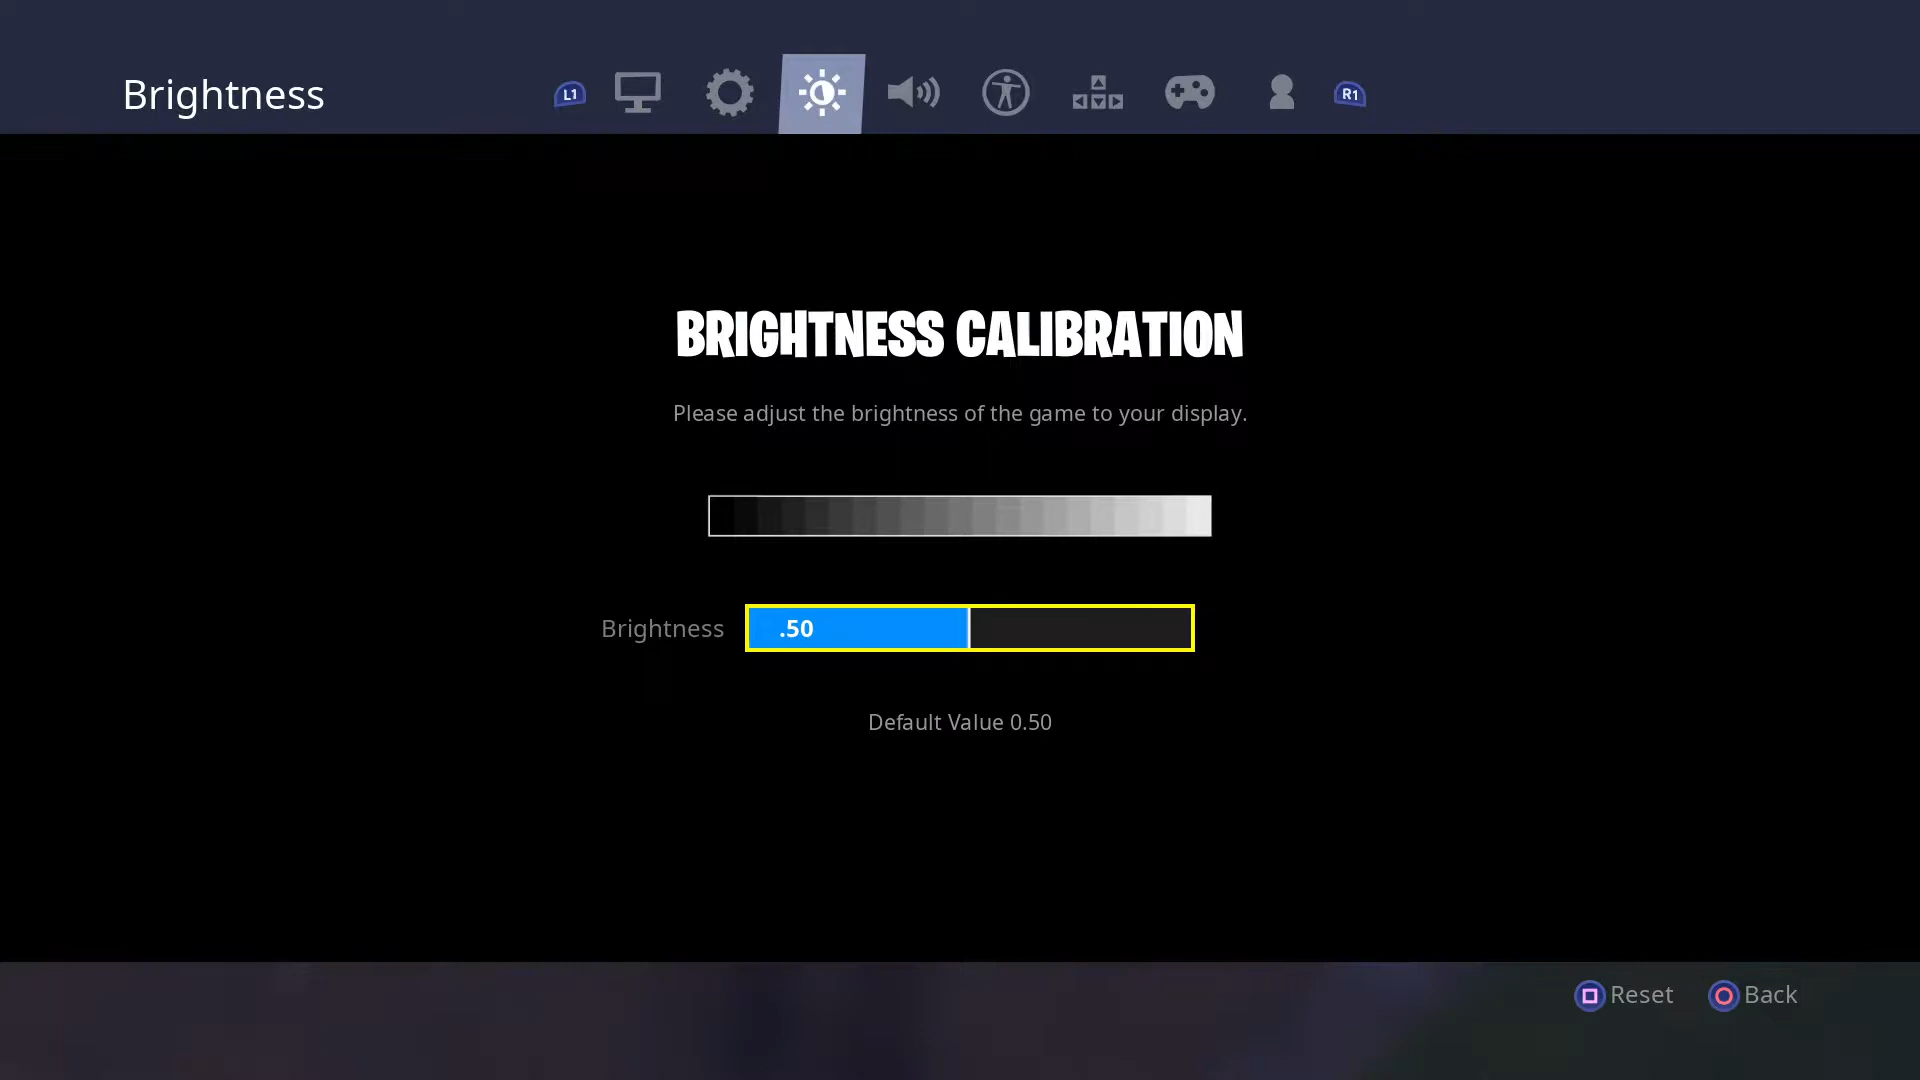 Brightness
L1
R1
BRIGHTNESS CALIBRATION
Please adjust the brightness of the game to your display.
Brightness .50
Default Value 0.50
Reset Back